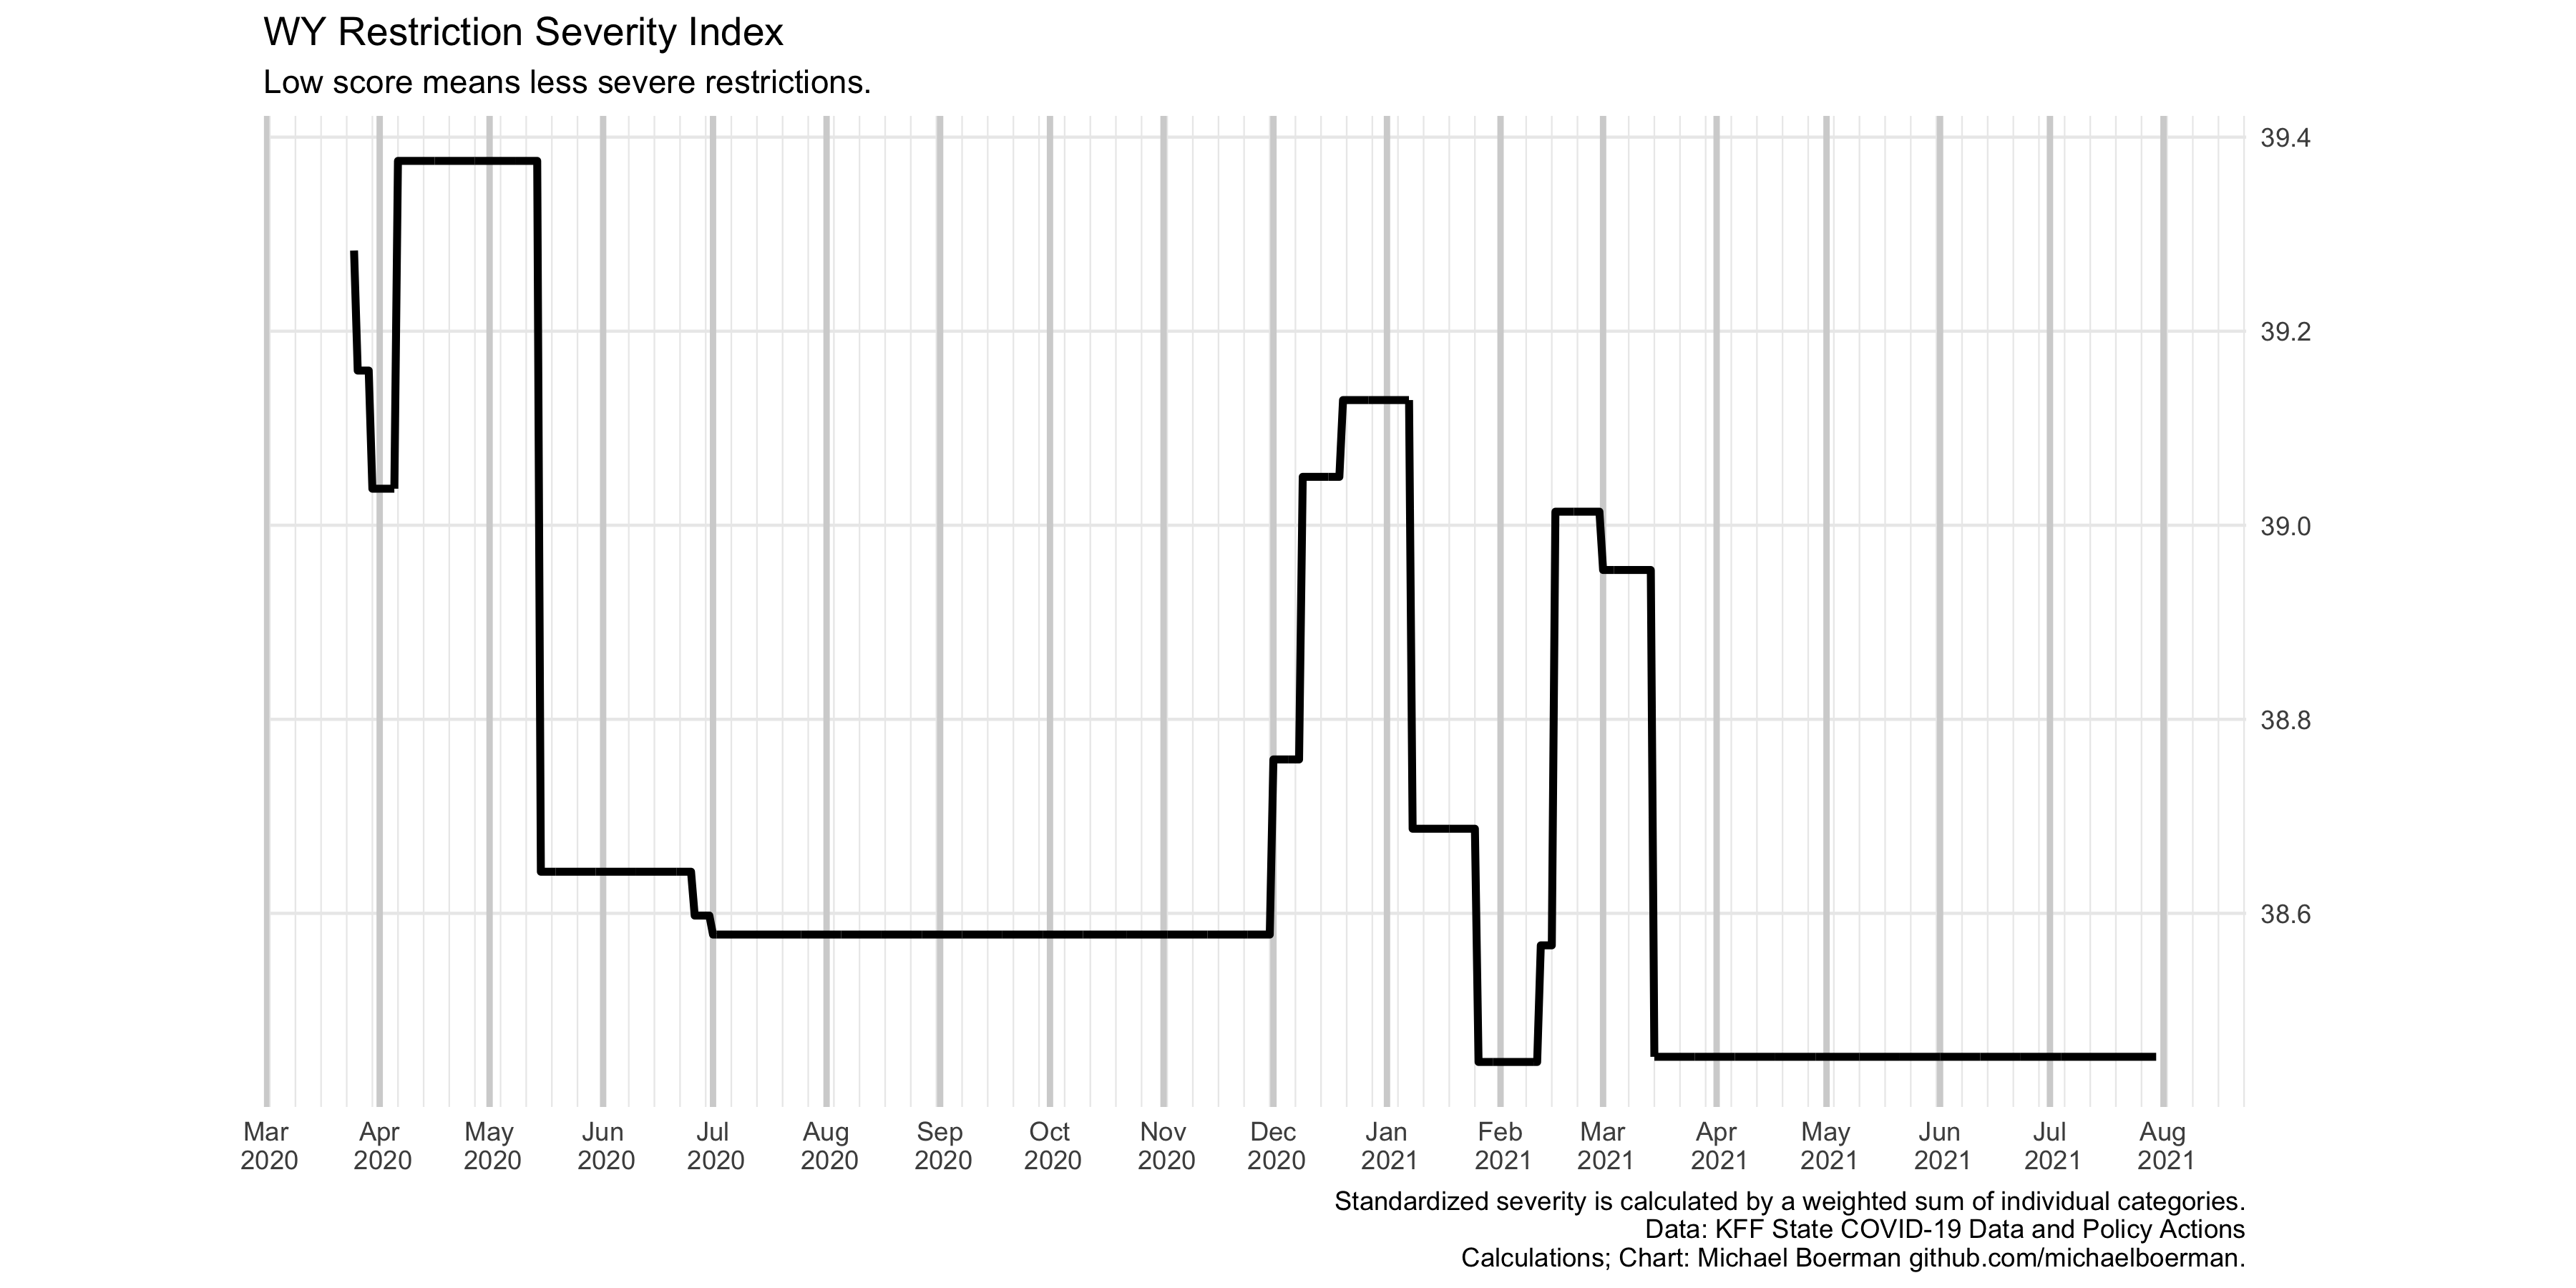 WY Restriction Severity Index
Low score means less severe restrictions.
39.4
39.2
39.0
38.8
38.6
Mar Apr May Jun Jul Aug Sep Oct Nov Dec Jan Feb Mar Apr May Jun Jul Aug
2020 2020 2020 2020 2020 2020 2020 2020 2020 2020 2021 2021 2021 2021 2021 2021 2021 2021
Standardized severity is calculated by a weighted sum of individual categories.
Data: KFF State COVID-19 Data and Policy Actions
Calculations; Chart: Michael Boerman github.com/michaelboerman.